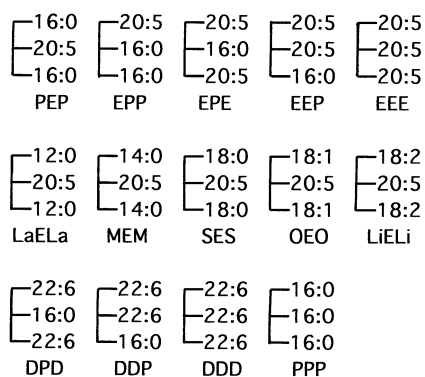 16:0 20:5 20:5 20:5 20:5
20:5 16:0 16:0 20:5 20:5
16:0 16:0 20:5 16:0 20:5
PEP EPP EPE EEP EEE
12:0 14:0 18:0 18:1 18:2
20:5 20:5 20:5 20:5 20:5
12:0 14:0 18:0 18:1 18:2
LaELa MEM SES OEO LiELi
22:6 22:6 22:6 16:0
16:0 22:6 22:6 16:0
22:6 16:0 22:6 16:0
DPD DDP DDD PPP